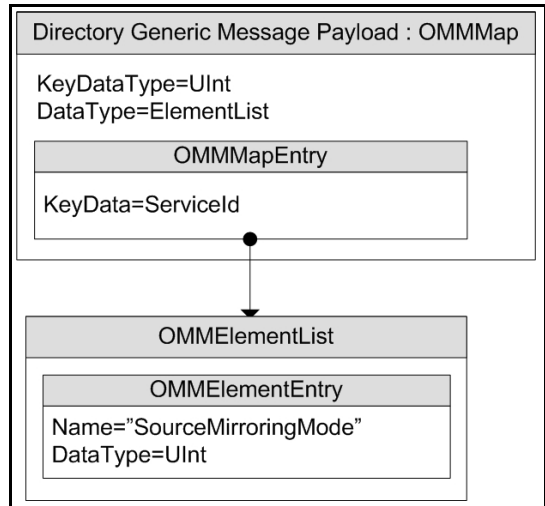 Directory Generic Message Payload : OMMMap
KeyDataType=UInt
DataType=ElementList
OMMMapEntry
KeyData=ServiceId
OMMElementList
OMMElementEntry
Name=”SourceMirroringMode”
DataType=UInt